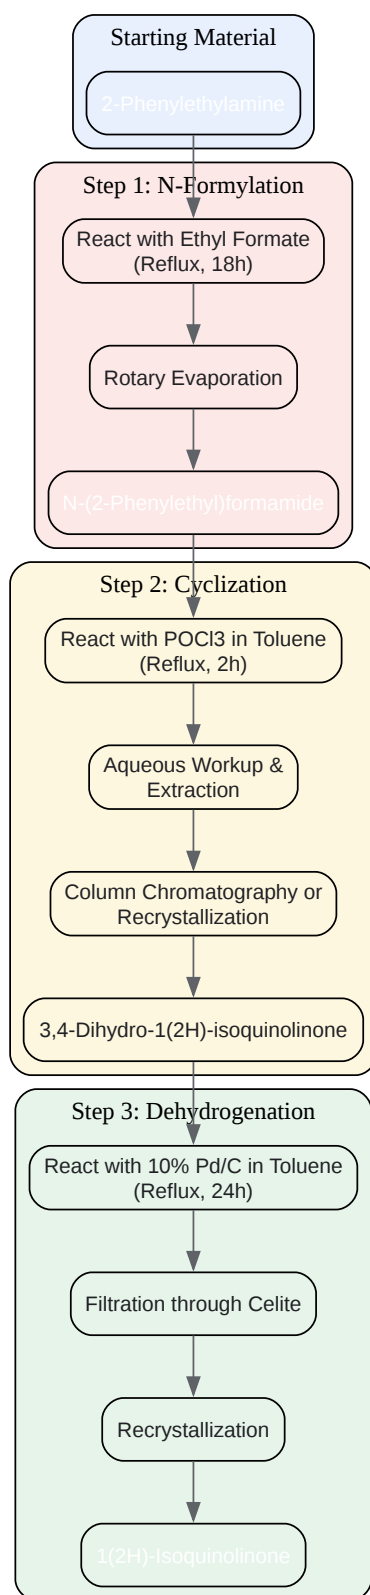 Starting Material
2-Phenylethylamine
Step 1: N-Formylation
React with Ethyl Formate
(Reflux, 18h)
Rotary Evaporation
N-(2-Phenylethyl)formamide
Step 2: Cyclization
React with POCl3 in Toluene
(Reflux, 2h)
Aqueous Workup &
Extraction
Column Chromatography or
Recrystallization
3,4-Dihydro-1(2H)-isoquinolinone
Step 3: Dehydrogenation
React with 10% Pd/C in Toluene
(Reflux, 24h)
Filtration through Celite
Recrystallization
1(2H)-Isoquinolinone